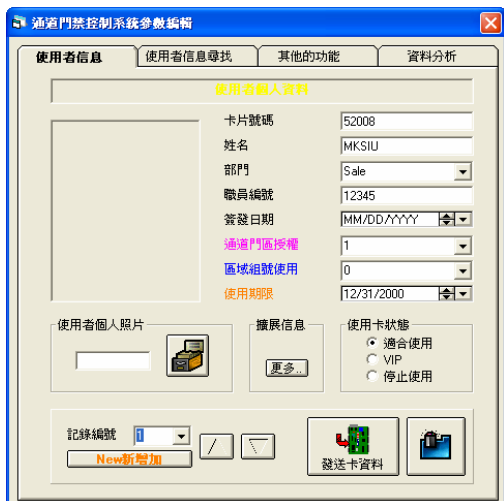 通道門禁控制系統參數編輯
使用者信息 使用者信息尋找 其他的功能 資料分析
使用者個人資料
卡片號碼 52008
姓名 MKSIU
部門 Sale
職員編號 12345
簽發日期 MM/DD/YYYY
通道門區授權 1
區域組號使用 0
使用期限 12/31/2000
使用者個人照片 擴展信息 使用卡狀態
更多.. 適合使用
VIP
停止使用
記錄編號 1
New新增加
發送卡資料